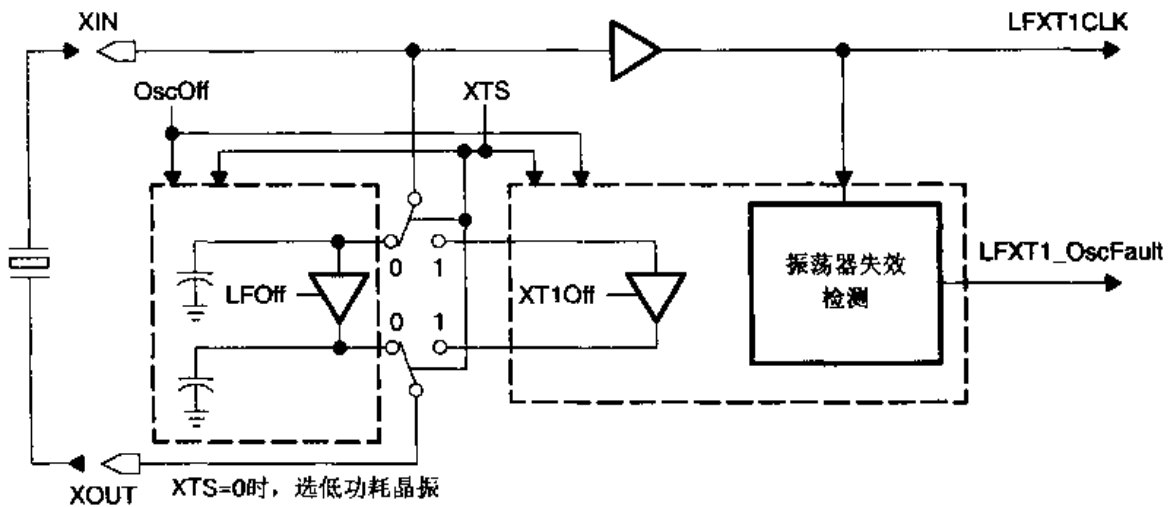 XIN
LFXT1CLK
OscOff
XTS
振荡器失效
检测
LFXT1_OscFault
0 1
LFOff
XT1Off
0 1
XOUT
XTS=0时，选低功耗晶振